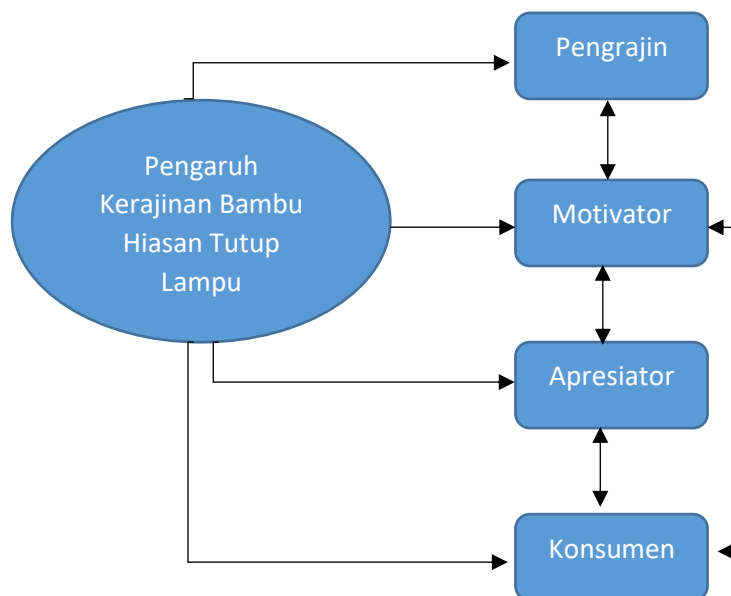 Pengrajin
Pengaruh
Kerajinan Bambu
Hiasan Tutup
Lampu
Motivator
Apresiator
Konsumen